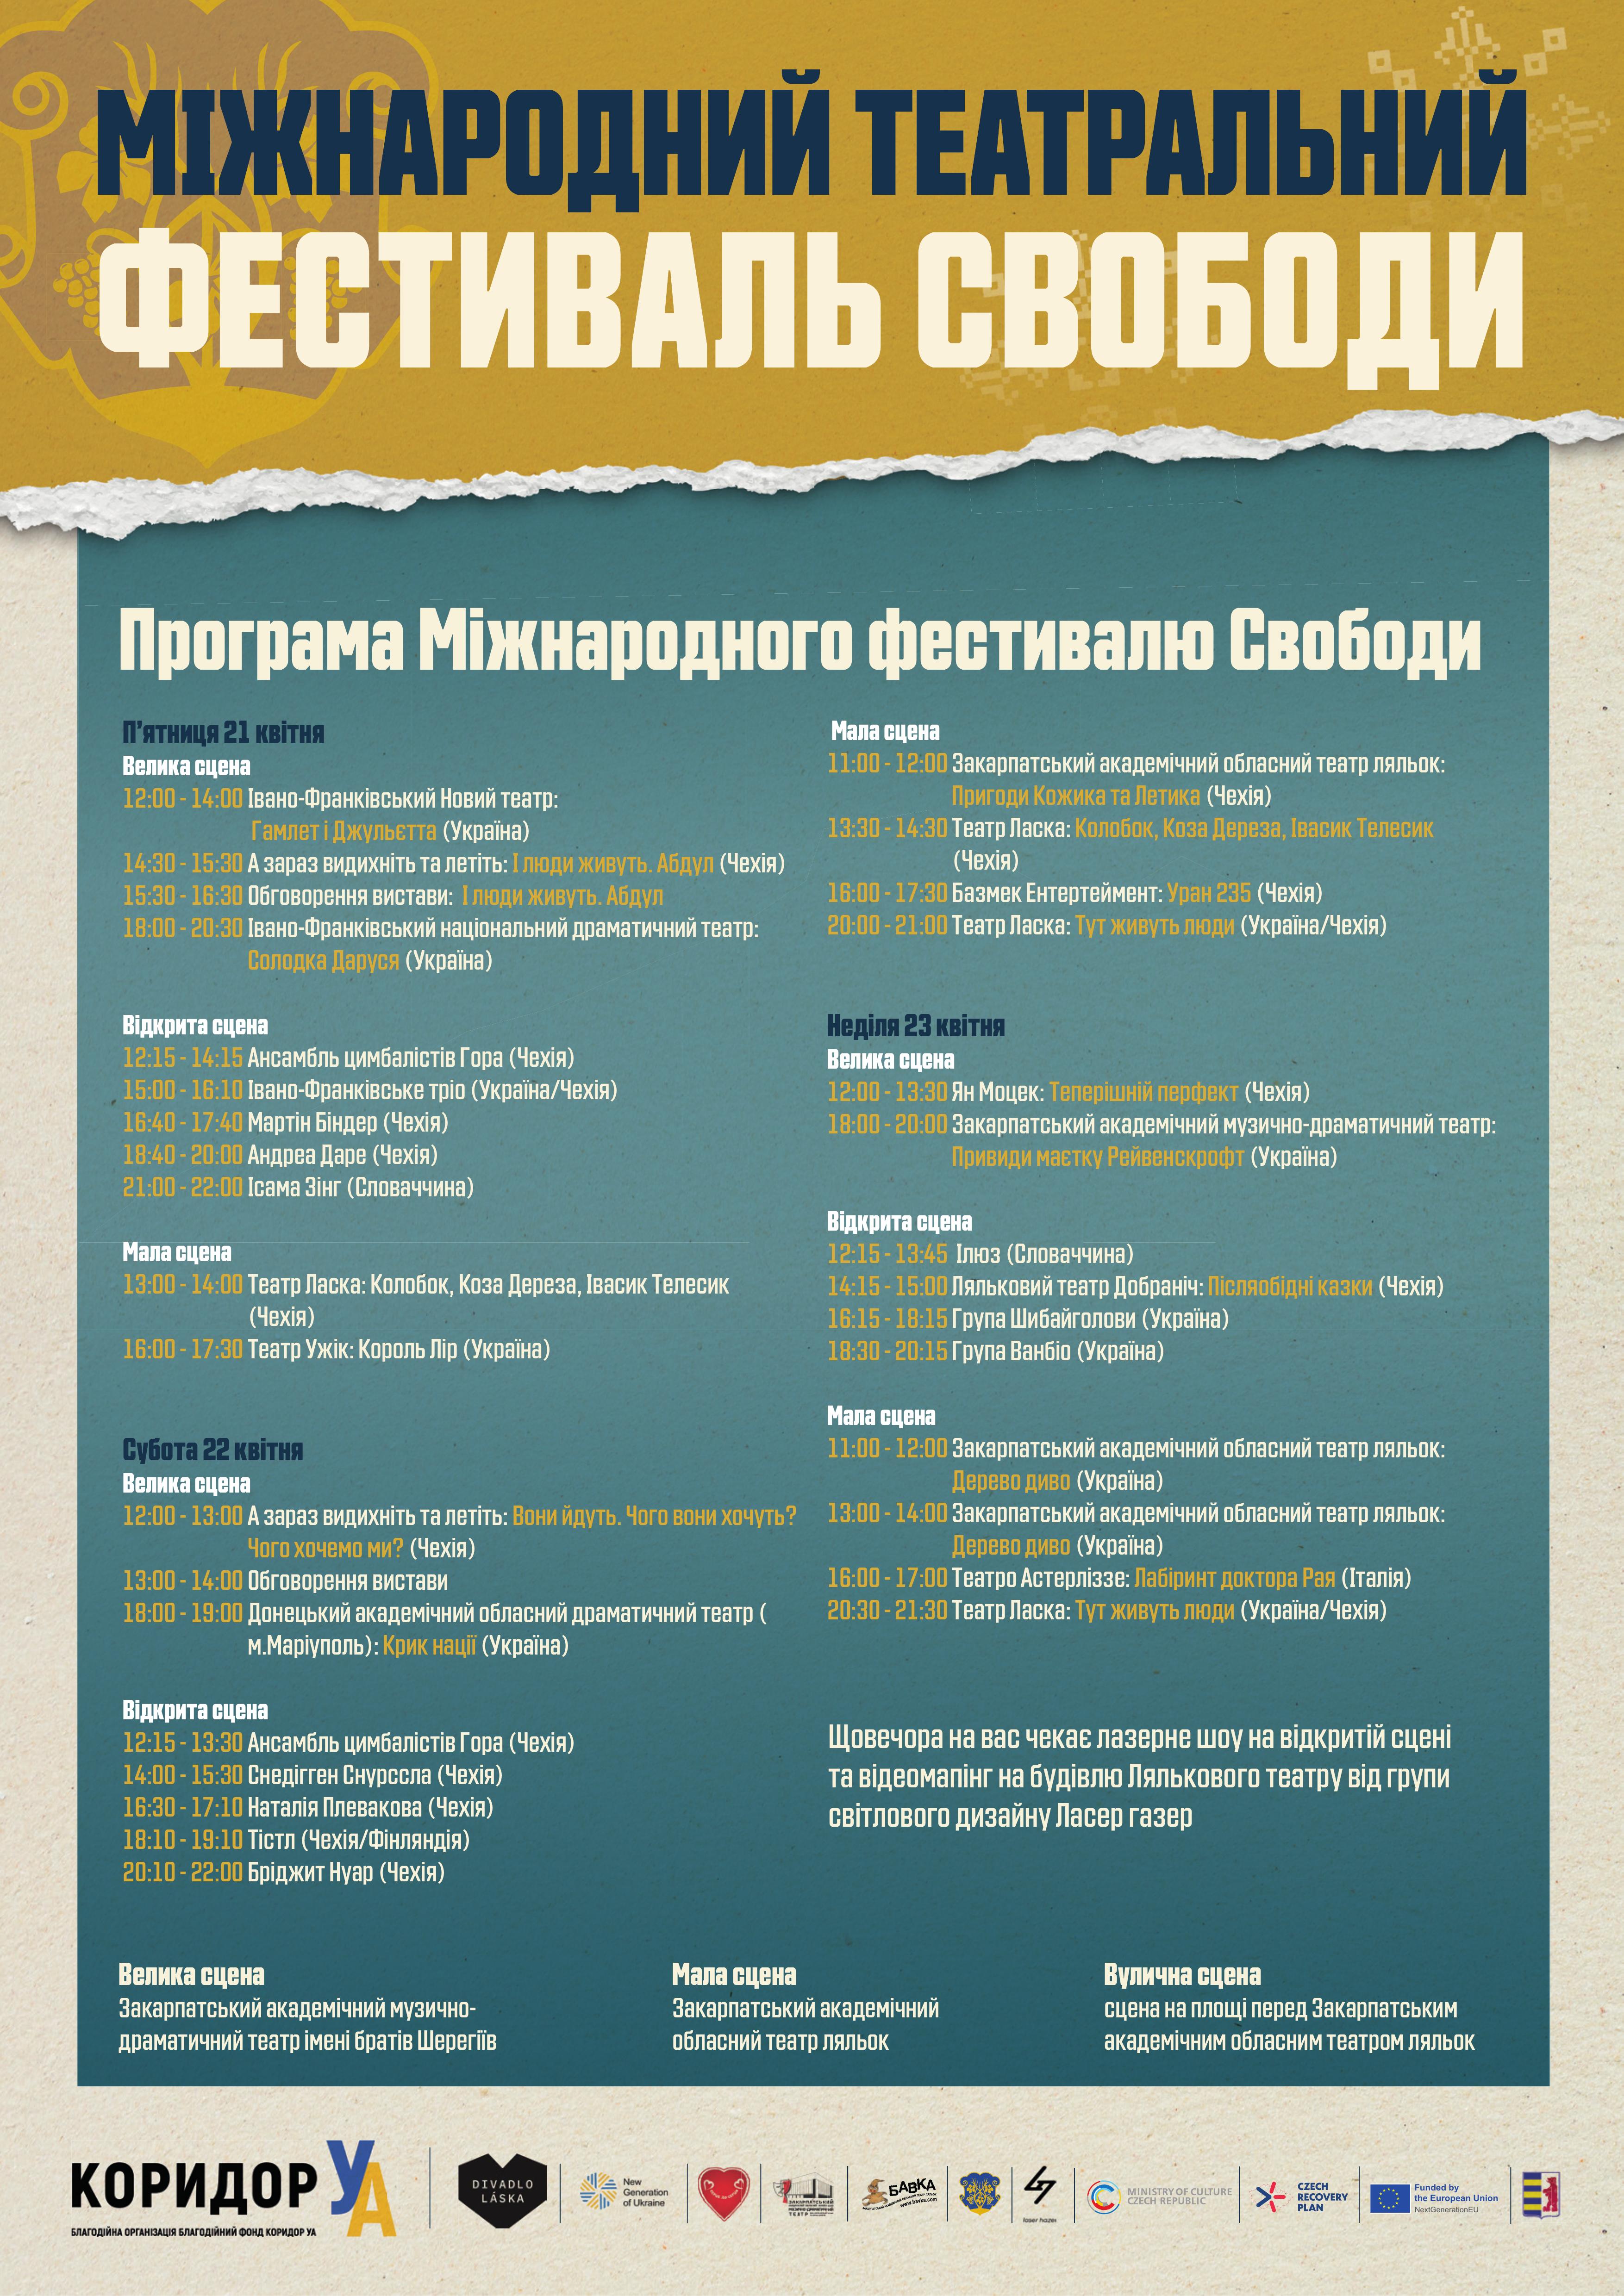 МІЖНАРОДНИЙ ТЕАТРАЛЬНИЙ
ФЕСТИВАЛЬ СВОБОДИ
Програма Міжнародного фестивалю Свободи
П'ятниця 21 квітня
Велика сцена
12:00 - 14:00 Івано-Франківський Новий театр:
Гамлет і Джульєтта (Україна)
14:30 - 15:30 А зараз видихніть та летіть: І люди живуть. Абдул (Чехія)
15:30 - 16:30 Обговорення вистави: І люди живуть. Абдул
18:00 - 20:30 Івано-Франківський національний драматичний театр:
Солодка Даруся (Україна)
Відкрита сцена
12:15 - 14:15 Ансамбль цимбалістів Гора (Чехія)
15:00 - 16:10 Івано-Франківське тріо (Україна/Чехія)
16:40 - 17:40 Мартін Біндер (Чехія)
18:40 - 20:00 Андреа Даре (Чехія)
21:00 - 22:00 Ісама Зінг (Словаччина)
Мала сцена
13:00 - 14:00 Театр Ласка: Колобок, Коза Дереза, Івасик Телесик
(Чехія)
16:00 - 17:30 Театр Ужік: Король Лір (Україна)
Субота 22 квітня
Велика сцена
12:00 - 13:00 А зараз видихніть та летіть: Вони йдуть. Чого вони хочуть?
Чого хочемо ми? (Чехія)
13:00 - 14:00 Обговорення вистави
18:00 - 19:00 Донецький академічний обласний драматичний театр (
м.Маріуполь): Крик нації (Україна)
Відкрита сцена
12:15 - 13:30 Ансамбль цимбалістів Гора (Чехія)
14:00 - 15:30 Снедігген Снурссла (Чехія)
16:30 - 17:10 Наталія Плевакова (Чехія)
18:10 - 19:10 Тістл (Чехія/Фінляндія)
20:10 - 22:00 Бріджит Нуар (Чехія)
Мала сцена
11:00 - 12:00 Закарпатський академічний обласний театр ляльок:
Пригоди Кожика та Летика (Чехія)
13:30 - 14:30 Театр Ласка: Колобок, Коза Дереза, Івасик Телесик
(Чехія)
16:00 - 17:30 Базмек Ентертеймент: Уран 235 (Чехія)
20:00 - 21:00 Театр Ласка: Тут живуть люди (Україна/Чехія)
Неділя 23 квітня
Велика сцена
12:00 - 13:30 Ян Моцек: Теперішній перфект (Чехія)
18:00 - 20:00 Закарпатський академічний музично-драматичний театр:
Привиди маєтку Рейвенскрофт (Україна)
Відкрита сцена
12:15 - 13:45 Ілюз (Словаччина)
14:15 - 15:00 Ляльковий театр Добраніч: Післяобідні казки (Чехія)
16:15 - 18:15 Група Шибайголови (Україна)
18:30 - 20:15 Група Ванбіо (Україна)
Мала сцена
11:00 - 12:00 Закарпатський академічний обласний театр ляльок:
Дерево диво (Україна)
13:00 - 14:00 Закарпатський академічний обласний театр ляльок:
Дерево диво (Україна)
16:00 - 17:00 Театро Астерліззе: Лабіринт доктора Рая (Італія)
20:30 - 21:30 Театр Ласка: Тут живуть люди (Україна/Чехія)
Щовечора на вас чекає лазерне шоу на відкритій сцені
та відеомапінг на будівлю Лялькового театру від групи
світлового дизайну Ласер газер
Велика сцена
Закарпатський академічний музично-
драматичний театр імені братів Шерегіїв
Мала сцена
Закарпатський академічний
обласний театр ляльок
Вулична сцена
сцена на площі перед Закарпатським
академічним обласним театром ляльок
КОРИДОР УА
БЛАГОДІЙНА ОРГАНІЗАЦІЯ БЛАГОДІЙНИЙ ФОНД КОРИДОР УА
DIVADLO
LÁSKA
New
Generation
of Ukraine
ЗАКАРПАТСЬКИЙ
ТЕАТР
БАВКА
www.bavka.com
laser hazer
MINISTRY OF CULTURE
CZECH REPUBLIC
CZECH
RECOVERY
PLAN
Funded by
the European Union
NextGenerationEU